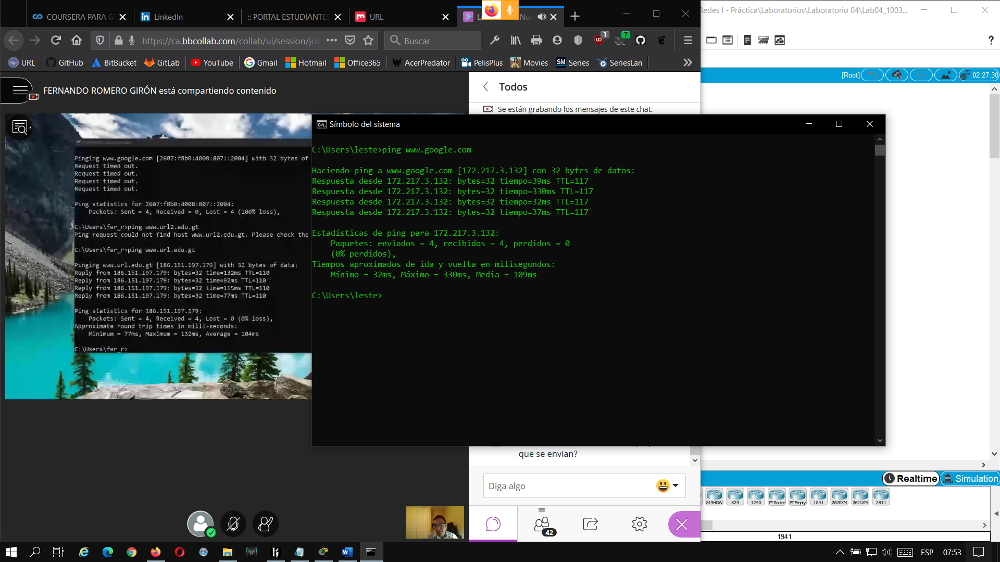 COURSERA PARA G
LinkedIn
:: PORTAL ESTUDIANTES
URL
No.
Redes I - Práctica\Laboratorios\Laboratorio 04\Lab04_1003...
https://ca.bbcollab.com/collab/ui/session/joi
Buscar
1
7
?
URL
GitHub
BitBucket
GitLab
YouTube
Gmail
Hotmail
Office365
AcerPredator
PelisPlus
Movies
SM Series
SeriesLan
[Root]
02:27:30
FERNANDO ROMERO GIRÓN está compartiendo contenido
Todos
Se están grabando los mensajes de este chat.
Pinging www.google.com [2607:f8b0:4008:807::2004] with 32 bytes of
Request timed out.
Request timed out.
Request timed out.
Request timed out.
Ping statistics for 2607:f8b0:4008:807::2004:
Packets: Sent = 4, Received = 0, Lost = 4 (100% loss),
C:\Users\fer_r>ping www.url2.edu.gt
Ping request could not find host www.url2.edu.gt. Please check the
C:\Users\fer_r>ping www.url.edu.gt
Pinging www.url.edu.gt [186.151.197.179] with 32 bytes of data:
Reply from 186.151.197.179: bytes=32 time=132ms TTL=110
Reply from 186.151.197.179: bytes=32 time=92ms TTL=110
Reply from 186.151.197.179: bytes=32 time=115ms TTL=110
Reply from 186.151.197.179: bytes=32 time=77ms TTL=110
Ping statistics for 186.151.197.179:
Packets: Sent = 4, Received = 4, Lost = 0 (0% loss),
Approximate round trip times in milli-seconds:
Minimum = 77ms, Maximum = 132ms, Average = 104ms
C:\Users\fer_r>
Símbolo del sistema
C:\Users\leste>ping www.google.com
Haciendo ping a www.google.com [172.217.3.132] con 32 bytes de datos:
Respuesta desde 172.217.3.132: bytes=32 tiempo=39ms TTL=117
Respuesta desde 172.217.3.132: bytes=32 tiempo=330ms TTL=117
Respuesta desde 172.217.3.132: bytes=32 tiempo=32ms TTL=117
Respuesta desde 172.217.3.132: bytes=32 tiempo=37ms TTL=117
Estadísticas de ping para 172.217.3.132:
Paquetes: enviados = 4, recibidos = 4, perdidos = 0
(0% perdidos),
Tiempos aproximados de ida y vuelta en milisegundos:
Mínimo = 32ms, Máximo = 330ms, Media = 109ms
C:\Users\leste>
que se envian?
Diga algo
42
Realtime
Simulation
819HGW
829
1240
PT-Router
PT-Empty
1841
2620XM
2621XM
2811
1941
ESP
07:53